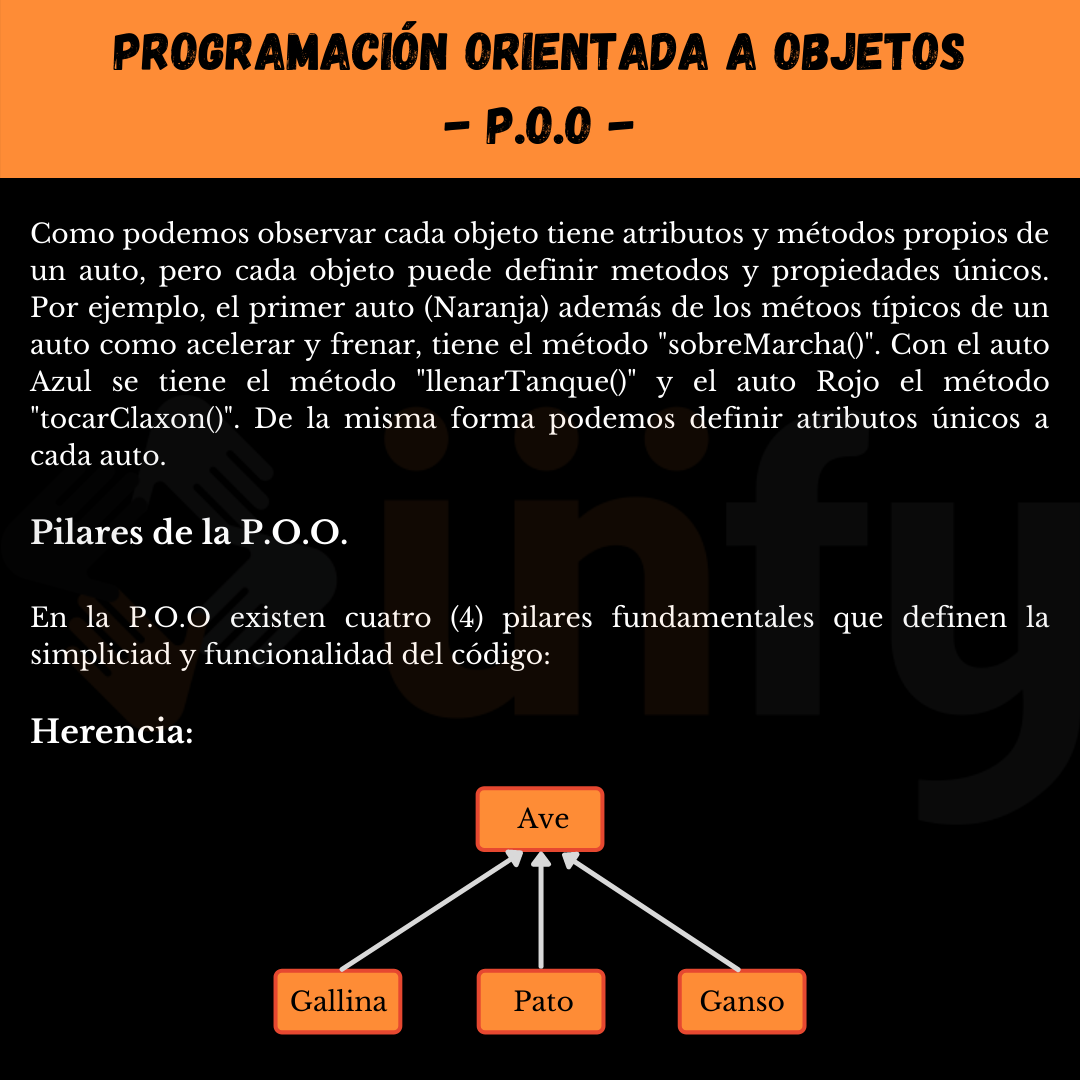 PROGRAMACIÓN ORIENTADA A OBJETOS
- P.O.O -
Como podemos observar cada objeto tiene atributos y métodos propios de
un auto, pero cada objeto puede definir metodos y propiedades únicos.
Por ejemplo, el primer auto (Naranja) además de los métoos típicos de un
auto como acelerar y frenar, tiene el método "sobreMarcha()". Con el auto
Azul se tiene el método "llenarTanque()" y el auto Rojo el método
"tocarClaxon()". De la misma forma podemos definir atributos únicos a
cada auto.
Pilares de la P.O.O.
En la P.O.O existen cuatro (4) pilares fundamentales que definen la
simpliciad y funcionalidad del código:
Herencia:
Ave
Gallina Pato Ganso